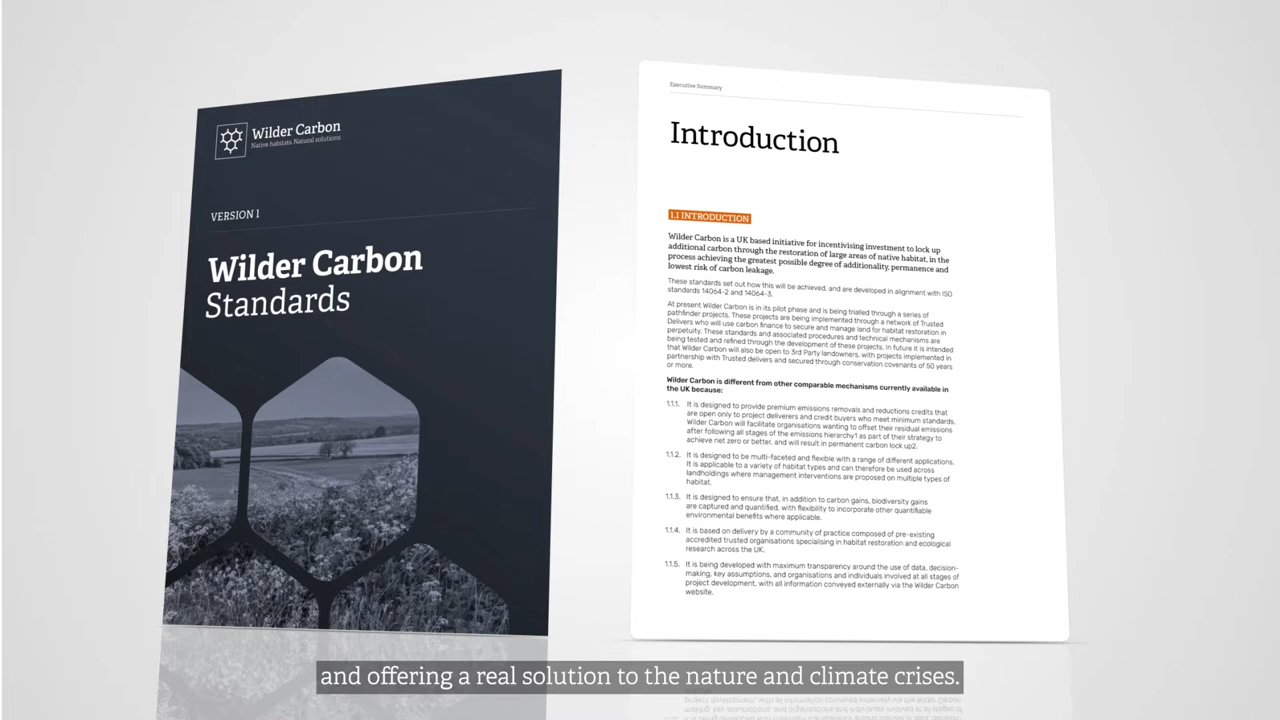 Wilder Carbon
Native habitats Natural solutions
VERSION 1
Wilder Carbon
Standards
Executive Summary
Introduction
1.1 INTRODUCTION
Wilder Carbon is a UK based initiative for incentivising investment to lock up
additional carbon through the restoration of large areas of native habitat, in the
process achieving the greatest possible degree of additionality, permanence and
lowest risk of carbon leakage.
These standards set out how this will be achieved, and are developed in alignment with ISO
standards 14064-2 and 14064-3.
At present Wilder Carbon is in its pilot phase and is being trialled through a series of
pathfinder projects. These projects are being implemented through a network of Trusted
Delivers who will use carbon finance to secure and manage land for habitat restoration in
perpetuity. These standards and associated procedures and technical mechanisms are
being tested and refined through the development of these projects. In future it is intended
that Wilder Carbon will also be open to 3rd Party landowners, with projects implemented in
partnership with Trusted delivers and secured through conservation covenants of 50 years
or more.
Wilder Carbon is different from other comparable mechanisms currently available in
the UK because:
1.1.1. It is designed to provide premium emissions removals and reductions credits that
are open only to project deliverers and credit buyers who meet minimum standards.
Wilder Carbon will facilitate organisations wanting to offset their residual emissions
after following all stages of the emissions hierarchy1 as part of their strategy to
achieve net zero or better, and will result in permanent carbon lock up2.
1.1.2. It is designed to be multi-faceted and flexible with a range of different applications.
It is applicable to a variety of habitat types and can therefore be used across
landholdings where management interventions are proposed on multiple types of
habitat.
1.1.3. It is designed to ensure that, in addition to carbon gains, biodiversity gains
are captured and quantified, with flexibility to incorporate other quantifiable
environmental benefits where applicable.
1.1.4. It is based on delivery by a community of practice composed of pre-existing
accredited trusted organisations specialising in habitat restoration and ecological
research across the UK.
1.1.5. It is being developed with maximum transparency around the use of data, decision-
making, key assumptions, and organisations and individuals involved at all stages of
project development, with all information conveyed externally via the Wilder Carbon
website.
and offering a real solution to the nature and climate crises.